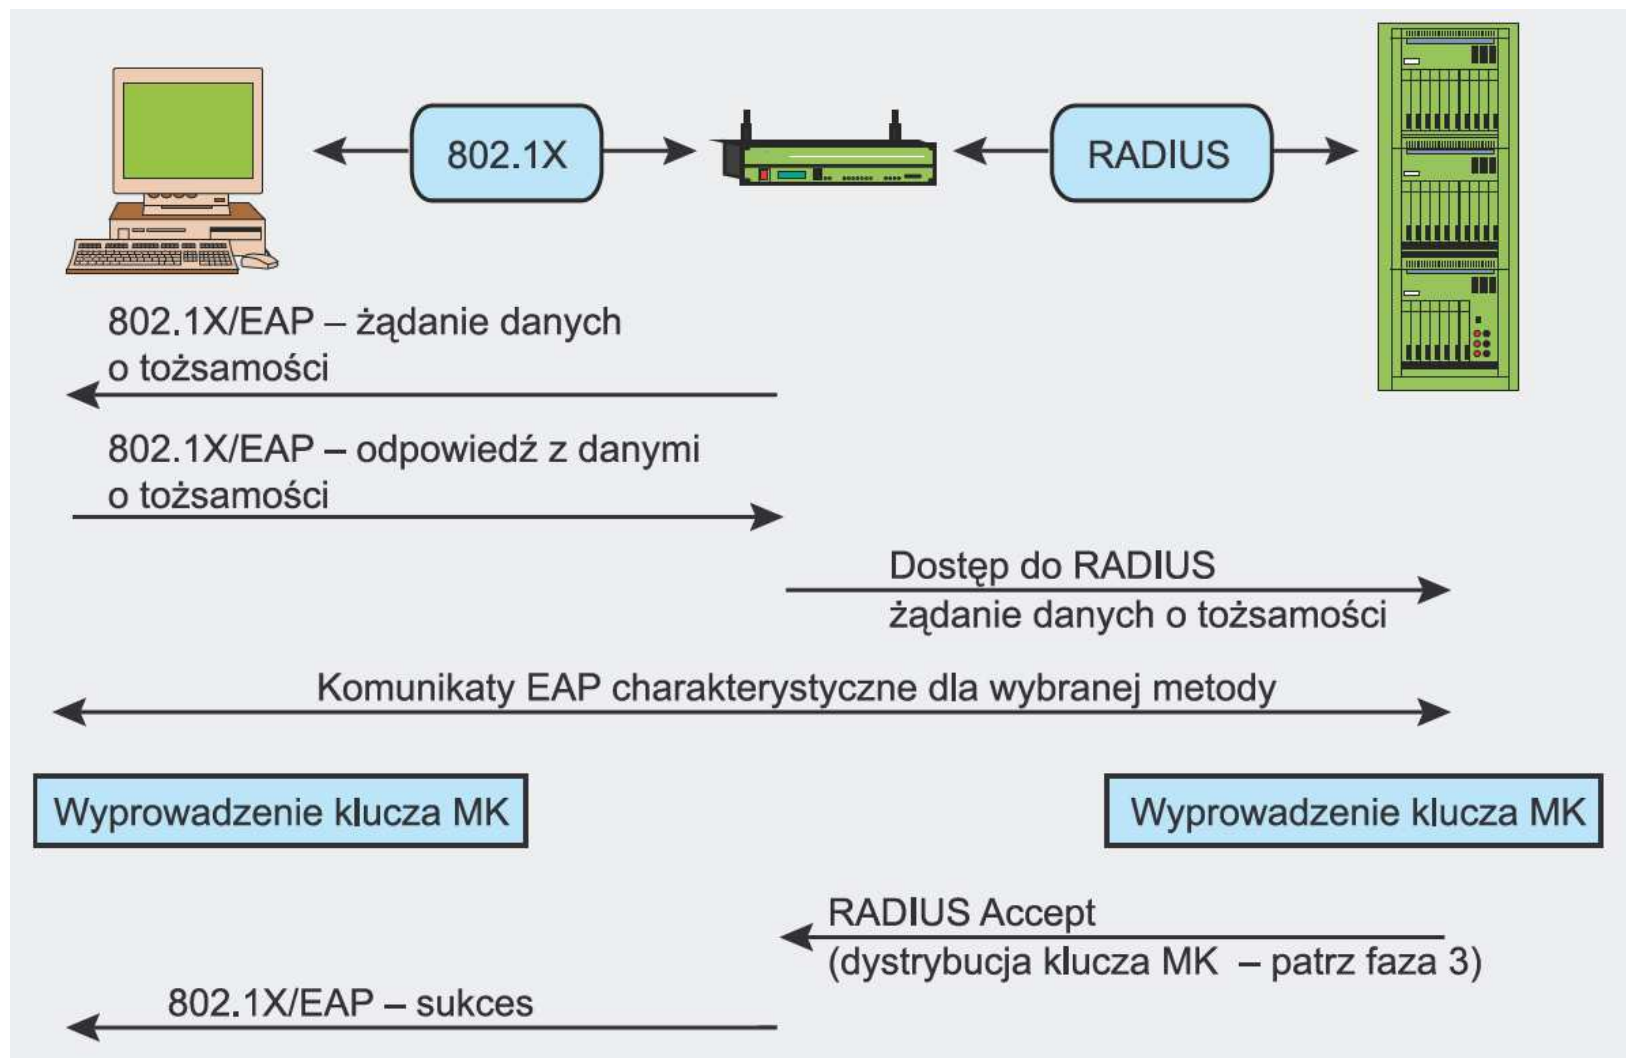 802.1X
RADIUS
802.1X/EAP – żądanie danych
o tożsamości
802.1X/EAP – odpowiedź z danymi
o tożsamości
Dostęp do RADIUS
żądanie danych o tożsamości
Komunikaty EAP charakterystyczne dla wybranej metody
Wyprowadzenie klucza MK
Wyprowadzenie klucza MK
RADIUS Accept
(dystrybucja klucza MK – patrz faza 3)
802.1X/EAP – sukces